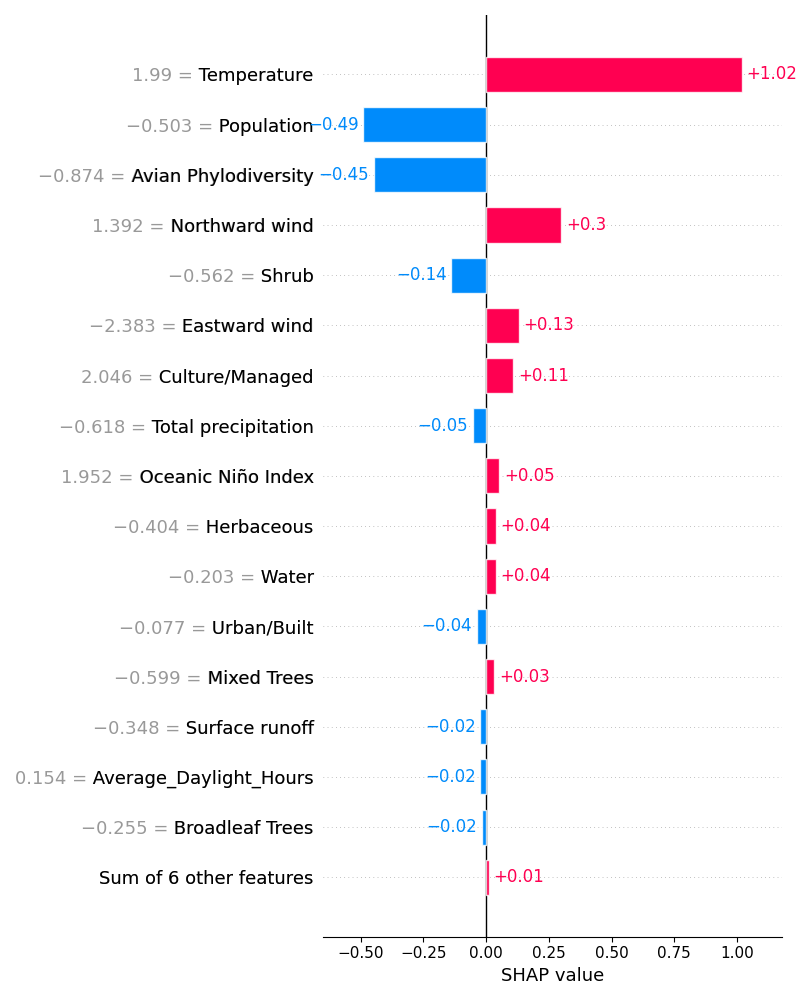 1.99 = Temperature +1.02
−0.503 = Population −0.49
−0.874 = Avian Phylodiversity −0.45
1.392 = Northward wind +0.3
−0.562 = Shrub −0.14
−2.383 = Eastward wind +0.13
2.046 = Culture/Managed +0.11
−0.618 = Total precipitation −0.05
1.952 = Oceanic Niño Index +0.05
−0.404 = Herbaceous +0.04
−0.203 = Water +0.04
−0.077 = Urban/Built −0.04
−0.599 = Mixed Trees +0.03
−0.348 = Surface runoff −0.02
0.154 = Average_Daylight_Hours −0.02
−0.255 = Broadleaf Trees −0.02
Sum of 6 other features +0.01
−0.50 −0.25 0.00 0.25 0.50 0.75 1.00
SHAP value